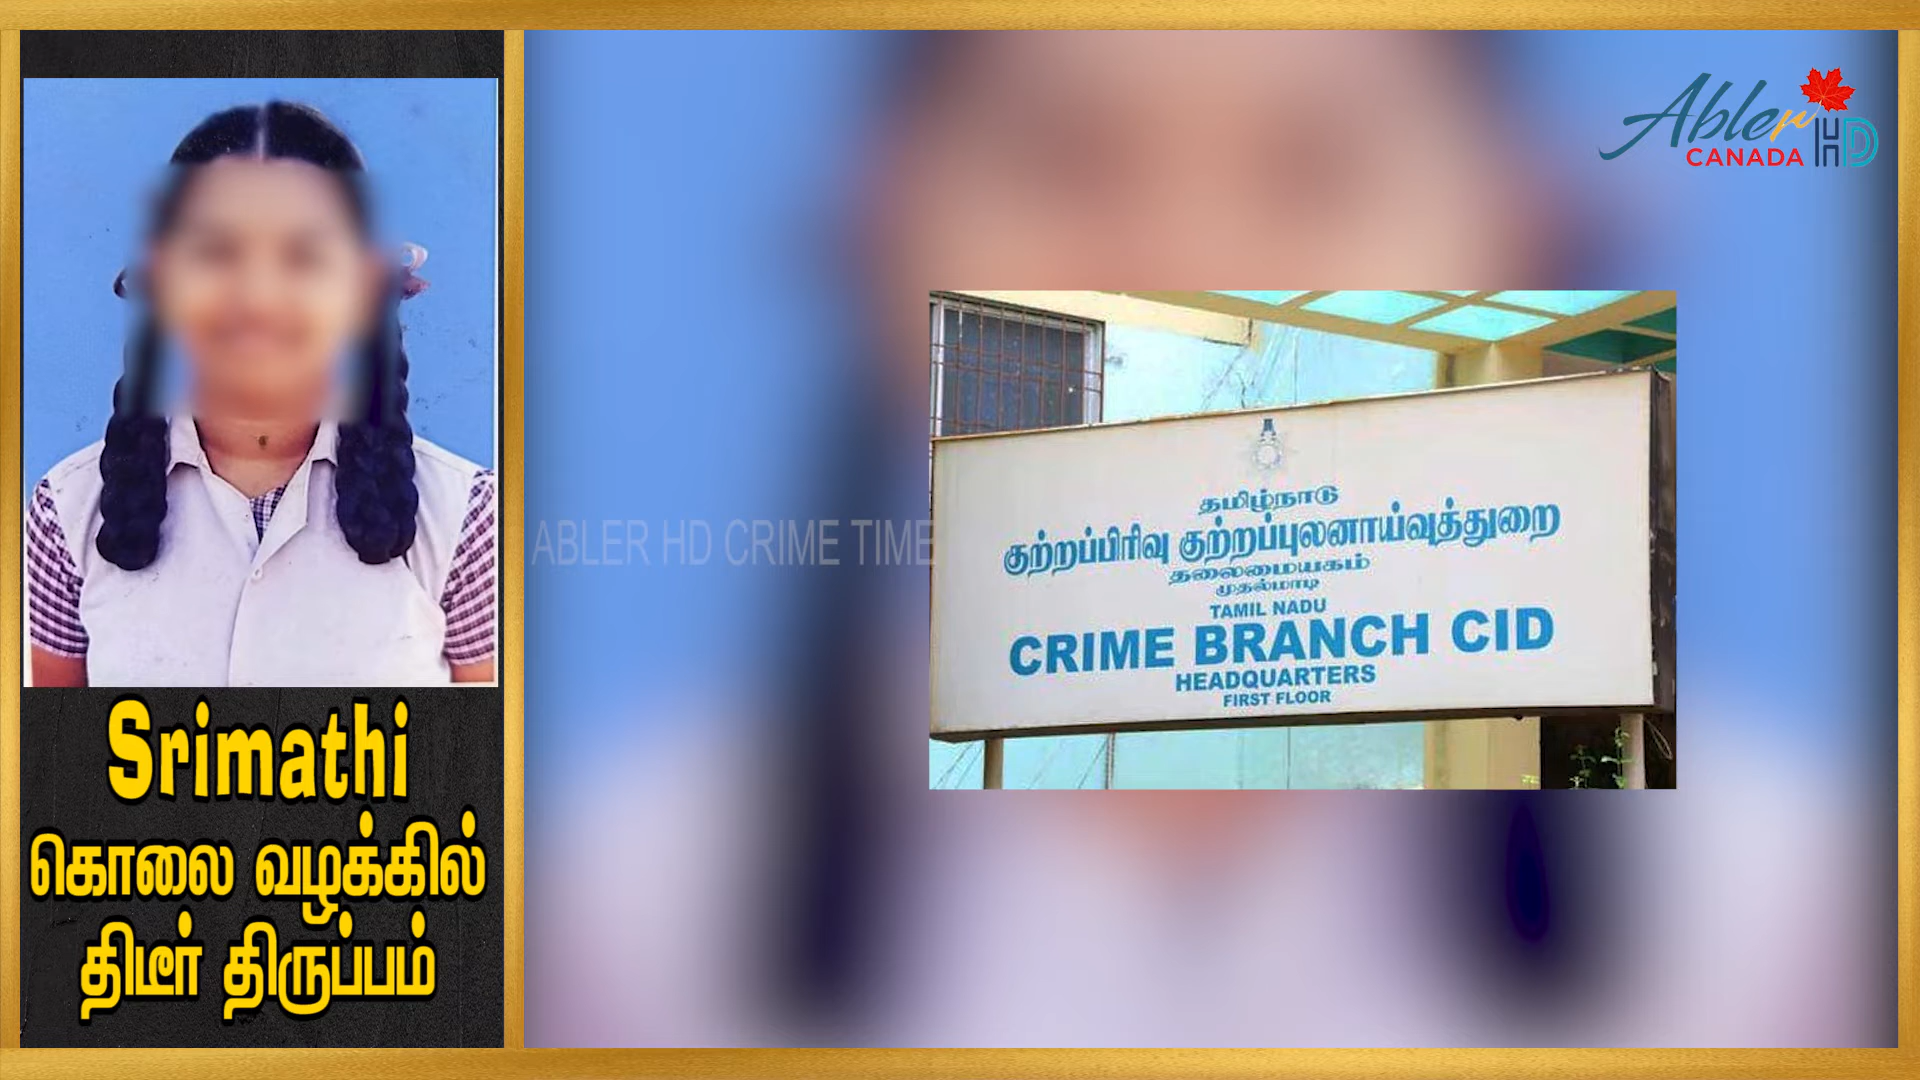 Abler
CANADA HD
ABLER HD CRIME TIME
தமிழ்நாடு
குற்றப்பிரிவு குற்றப்புலனாய்வுத்துறை
தலைமையகம்
முதல்மாடி
TAMIL NADU
CRIME BRANCH CID
HEADQUARTERS
FIRST FLOOR
Srimathi
கொலை வழக்கில்
திடீர் திருப்பம்